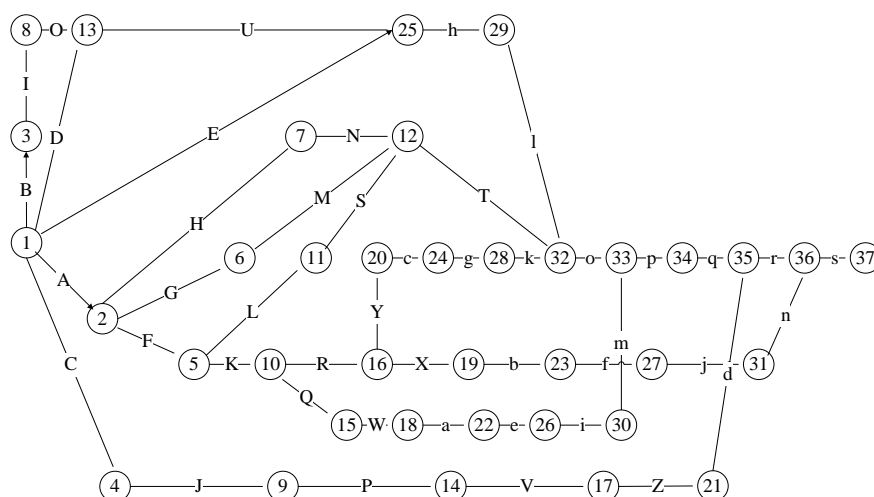 8 O 13 U 25 h 29
I
3 D E 7 N 12 l
B M S T
H
1 6 11 20 c 24 g 28 k 32 o 33 p 34 q 35 r 36 s 37
A G
2 L Y n
F m
C 5 K 10 R 16 X 19 b 23 f 27 j d 31
Q
15 W 18 a 22 e 26 i 30
4 J 9 P 14 V 17 Z 21